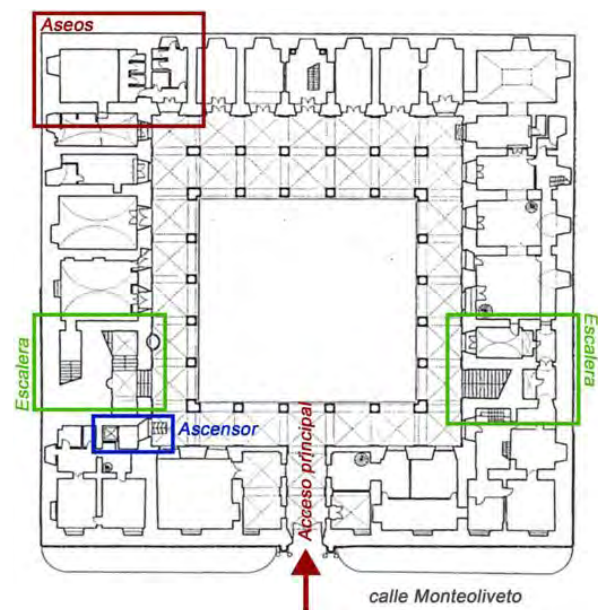 Aseos
Escalera
Escalera
Ascensor
Acceso principal
calle Monteoliveto